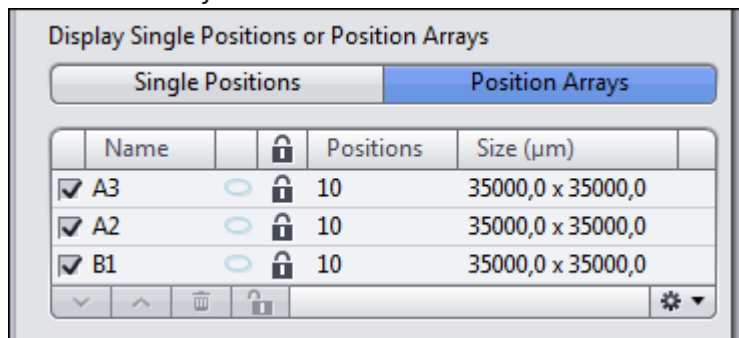 Display Single Positions or Position Arrays
Single Positions Position Arrays
Name Positions Size (µm)
A3 10 35000,0 x 35000,0
A2 10 35000,0 x 35000,0
B1 10 35000,0 x 35000,0